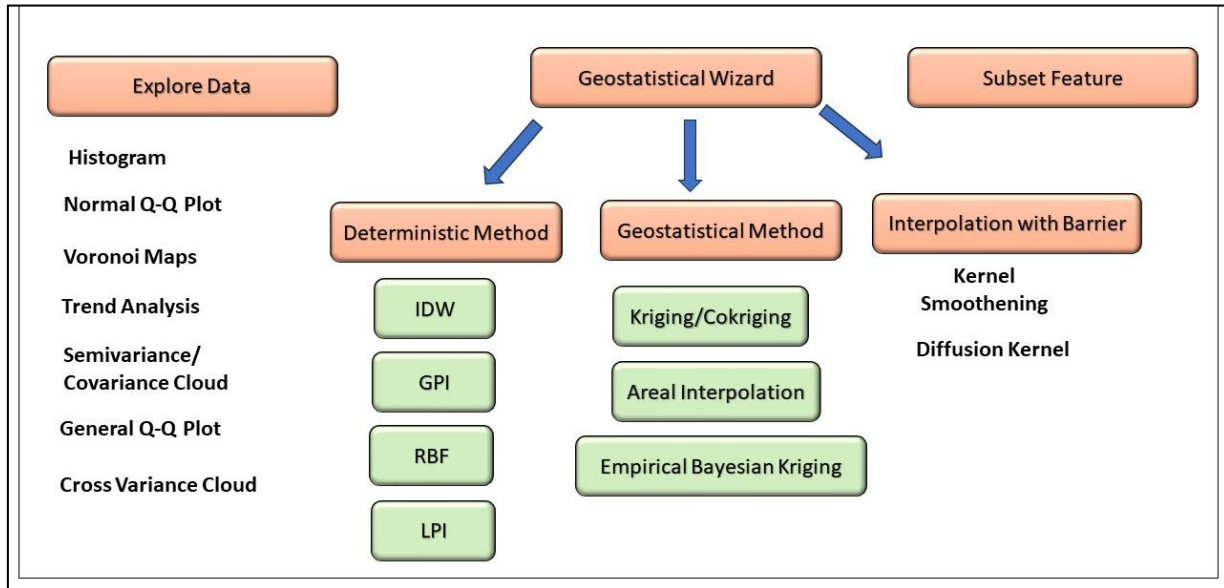 Explore Data
Histogram
Normal Q-Q Plot
Voronoi Maps
Trend Analysis
Semivariance/
Covariance Cloud
General Q-Q Plot
Cross Variance Cloud
Geostatistical Wizard
Deterministic Method
IDW
GPI
RBF
LPI
Geostatistical Method
Kriging/Cokriging
Areal Interpolation
Empirical Bayesian Kriging
Interpolation with Barrier
Kernel
Smoothening
Diffusion Kernel
Subset Feature